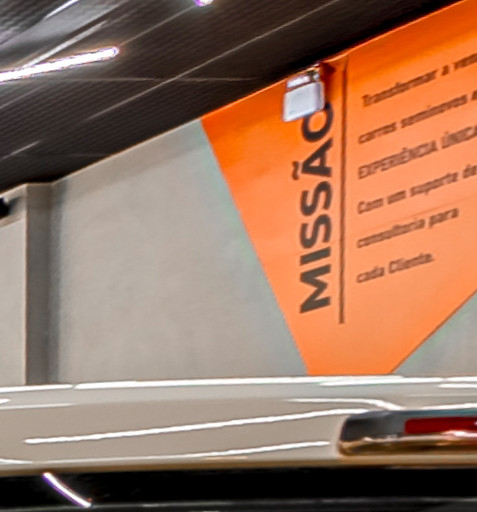 MISSÃO
Transformar a ven
carros seminovos
EXPERIÊNCIA ÚNICA
Com um suporte de
consultoria para
cada Cliente.